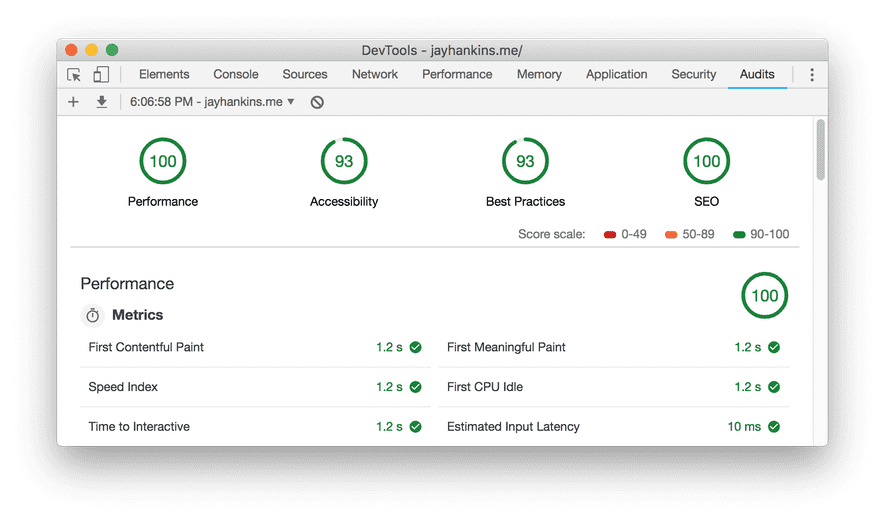 DevTools - jayhankins.me/
Elements Console Sources Network Performance Memory Application Security Audits
6:06:58 PM - jayhankins.me
100 93 93 100
Performance Accessibility Best Practices SEO
Score scale: 0-49 50-89 90-100
Performance 100
Metrics
First Contentful Paint 1.2 s First Meaningful Paint 1.2 s
Speed Index 1.2 s First CPU Idle 1.2 s
Time to Interactive 1.2 s Estimated Input Latency 10 ms